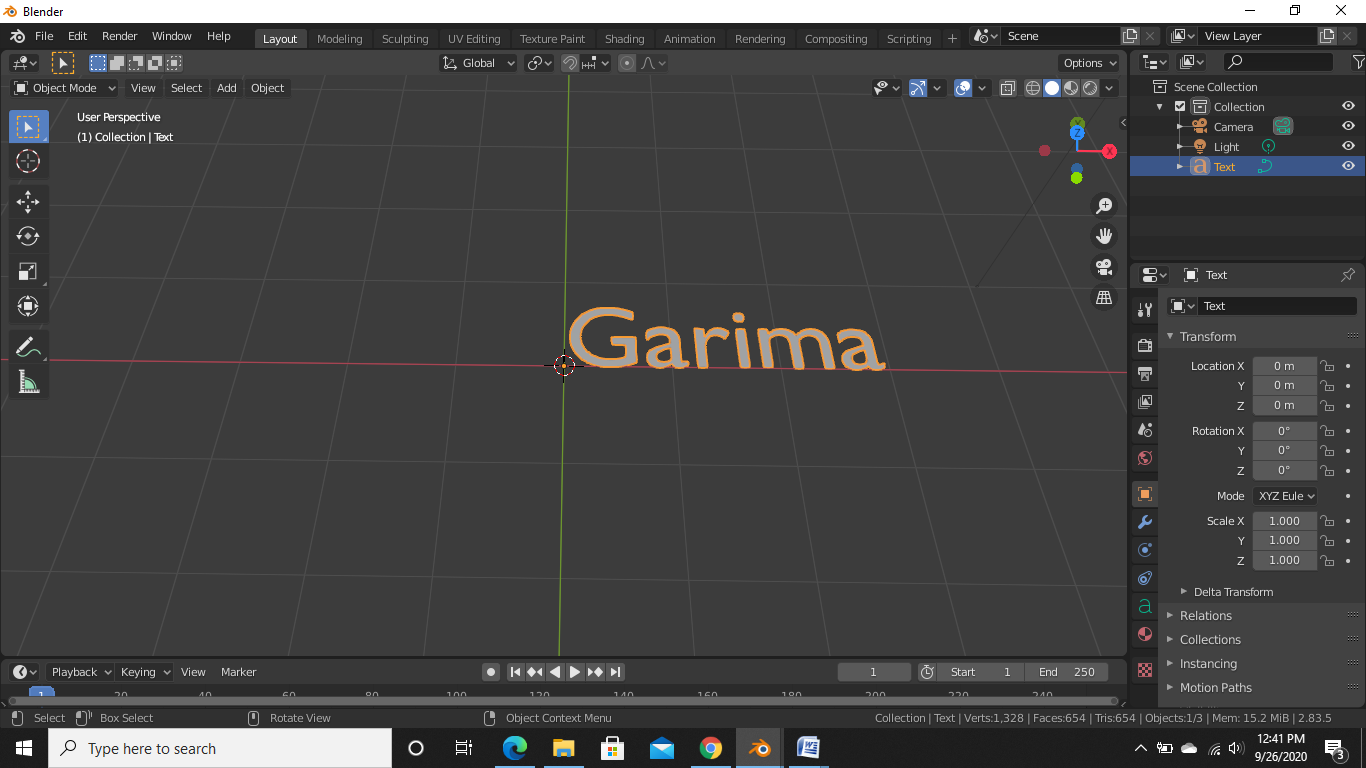 Blender
File Edit Render Window Help Layout Modeling Sculpting UV Editing Texture Paint Shading Animation Rendering Compositing Scripting + Scene View Layer
Global Options
Object Mode View Select Add Object
User Perspective
(1) Collection | Text
Y
Z
X
Garima
Scene Collection
Collection
Camera
Light
a Text
Text
Text
Transform
Location X 0 m
Y 0 m
Z 0 m
Rotation X 0°
Y 0°
Z 0°
Mode XYZ Eule
Scale X 1.000
Y 1.000
Z 1.000
Delta Transform
Relations
Collections
Instancing
Motion Paths
Playback Keying View Marker 1 Start 1 End 250
1 20 40 60 80 100 120 140 160 180 200 220 240
Select Box Select Rotate View Object Context Menu Collection | Text | Verts:1,328 | Faces:654 | Tris:654 | Objects:1/3 | Mem: 15.2 MiB | 2.83.5
Type here to search
12:41 PM
9/26/2020
3